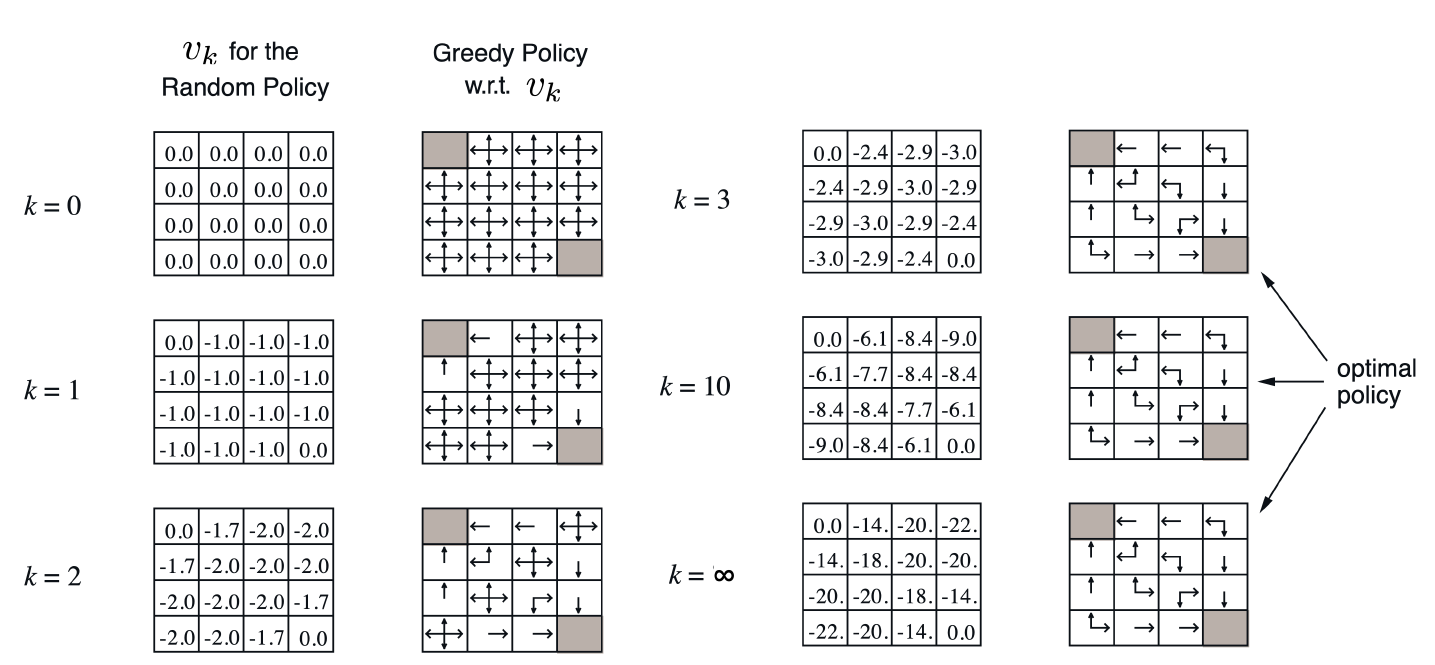 vₖ for the
Random Policy
Greedy Policy
w.r.t. vₖ
k = 0
0.0 0.0 0.0 0.0
0.0 0.0 0.0 0.0
0.0 0.0 0.0 0.0
0.0 0.0 0.0 0.0
k = 1
0.0 -1.0 -1.0 -1.0
-1.0 -1.0 -1.0 -1.0
-1.0 -1.0 -1.0 -1.0
-1.0 -1.0 -1.0 0.0
k = 2
0.0 -1.7 -2.0 -2.0
-1.7 -2.0 -2.0 -2.0
-2.0 -2.0 -2.0 -1.7
-2.0 -2.0 -1.7 0.0
k = 3
0.0 -2.4 -2.9 -3.0
-2.4 -2.9 -3.0 -2.9
-2.9 -3.0 -2.9 -2.4
-3.0 -2.9 -2.4 0.0
k = 10
0.0 -6.1 -8.4 -9.0
-6.1 -7.7 -8.4 -8.4
-8.4 -8.4 -7.7 -6.1
-9.0 -8.4 -6.1 0.0
k = ∞
0.0 -14. -20. -22.
-14. -18. -20. -20.
-20. -20. -18. -14.
-22. -20. -14. 0.0
optimal
policy